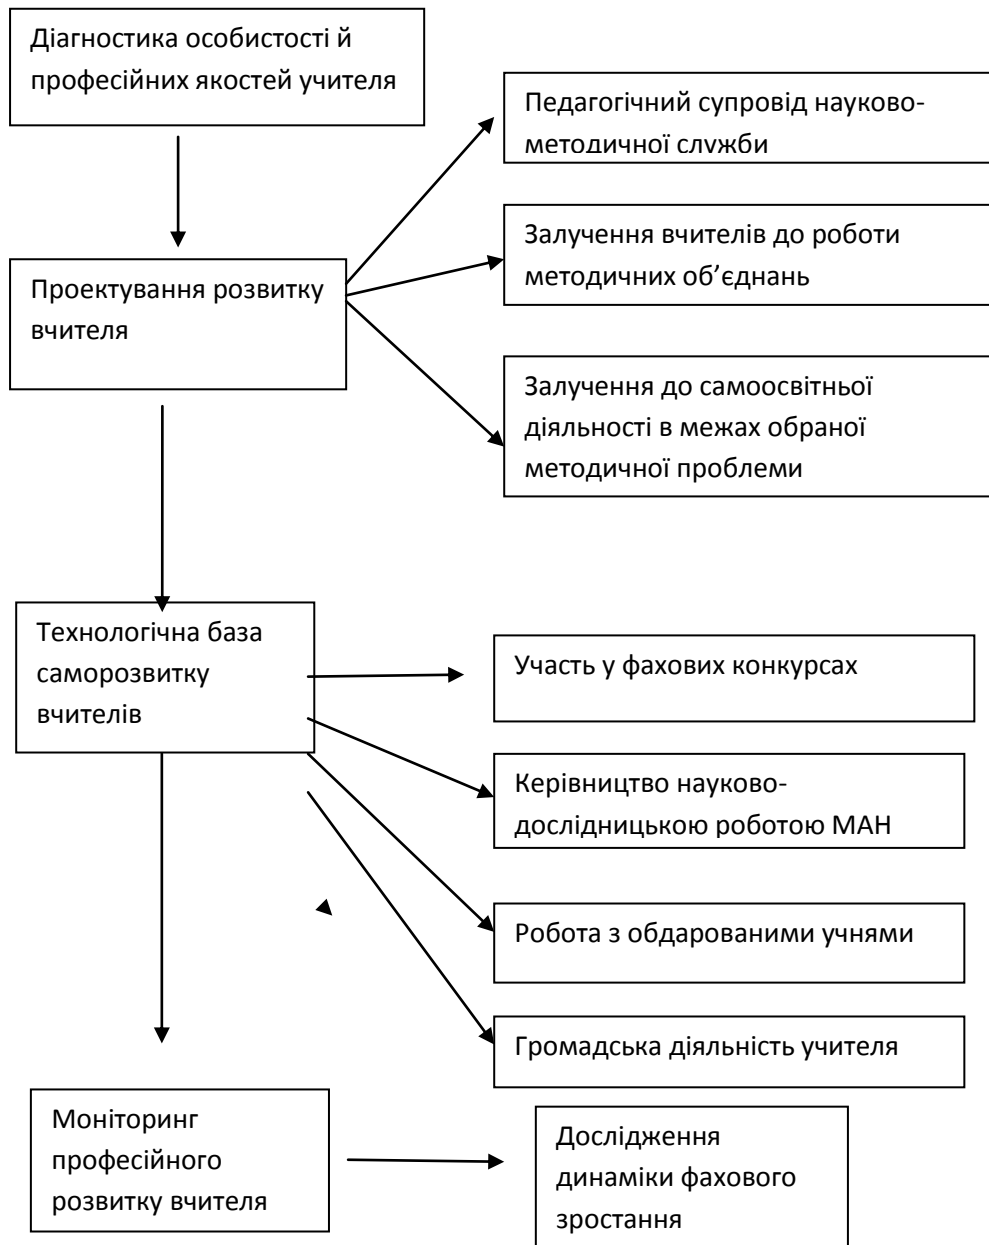 Діагностика особистості й
професійних якостей учителя
Педагогічний супровід науково-
методичної служби
Залучення вчителів до роботи
методичних об’єднань
Проектування розвитку
вчителя
Залучення до самоосвітньої
діяльності в межах обраної
методичної проблеми
Технологічна база
саморозвитку
вчителів
Участь у фахових конкурсах
Керівництво науково-
дослідницькою роботою МАН
Робота з обдарованими учнями
Громадська діяльність учителя
Моніторинг
професійного
розвитку вчителя
Дослідження
динаміки фахового
зростання